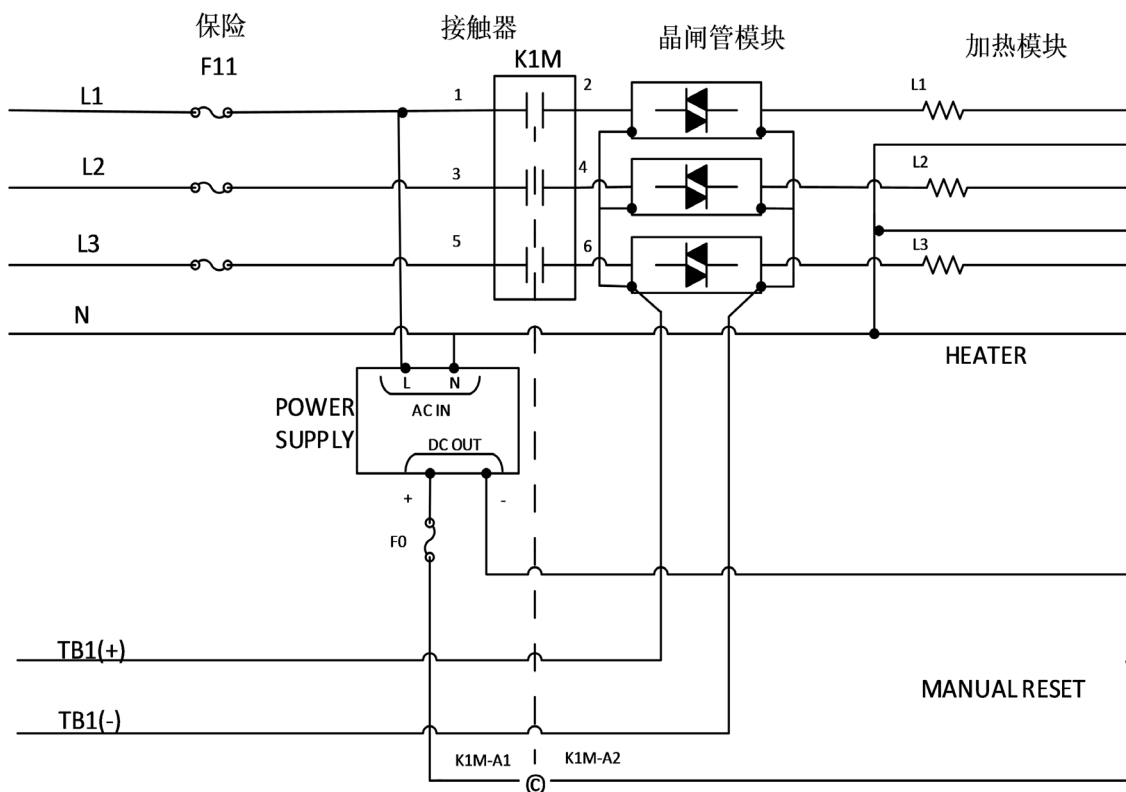 保险 接触器 晶闸管模块 加热模块
F11 K1M
L1 1 2 L1
L2 3 4 L2
L3 5 6 L3
N
HEATER
L N
AC IN
POWER
SUPPLY
DC OUT
+ -
F0
TB1(+)
MANUAL RESET
TB1(-)
K1M-A1 K1M-A2
C